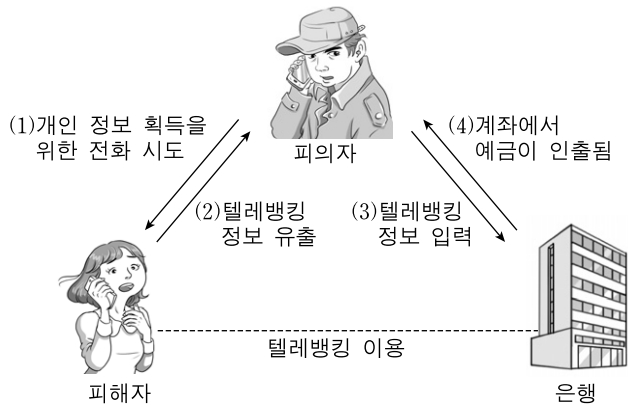 (1)개인 정보 획득을
위한 전화 시도
피의자
(4)계좌에서
예금이 인출됨
(2)텔레뱅킹
정보 유출
(3)텔레뱅킹
정보 입력
텔레뱅킹 이용
피해자
은행